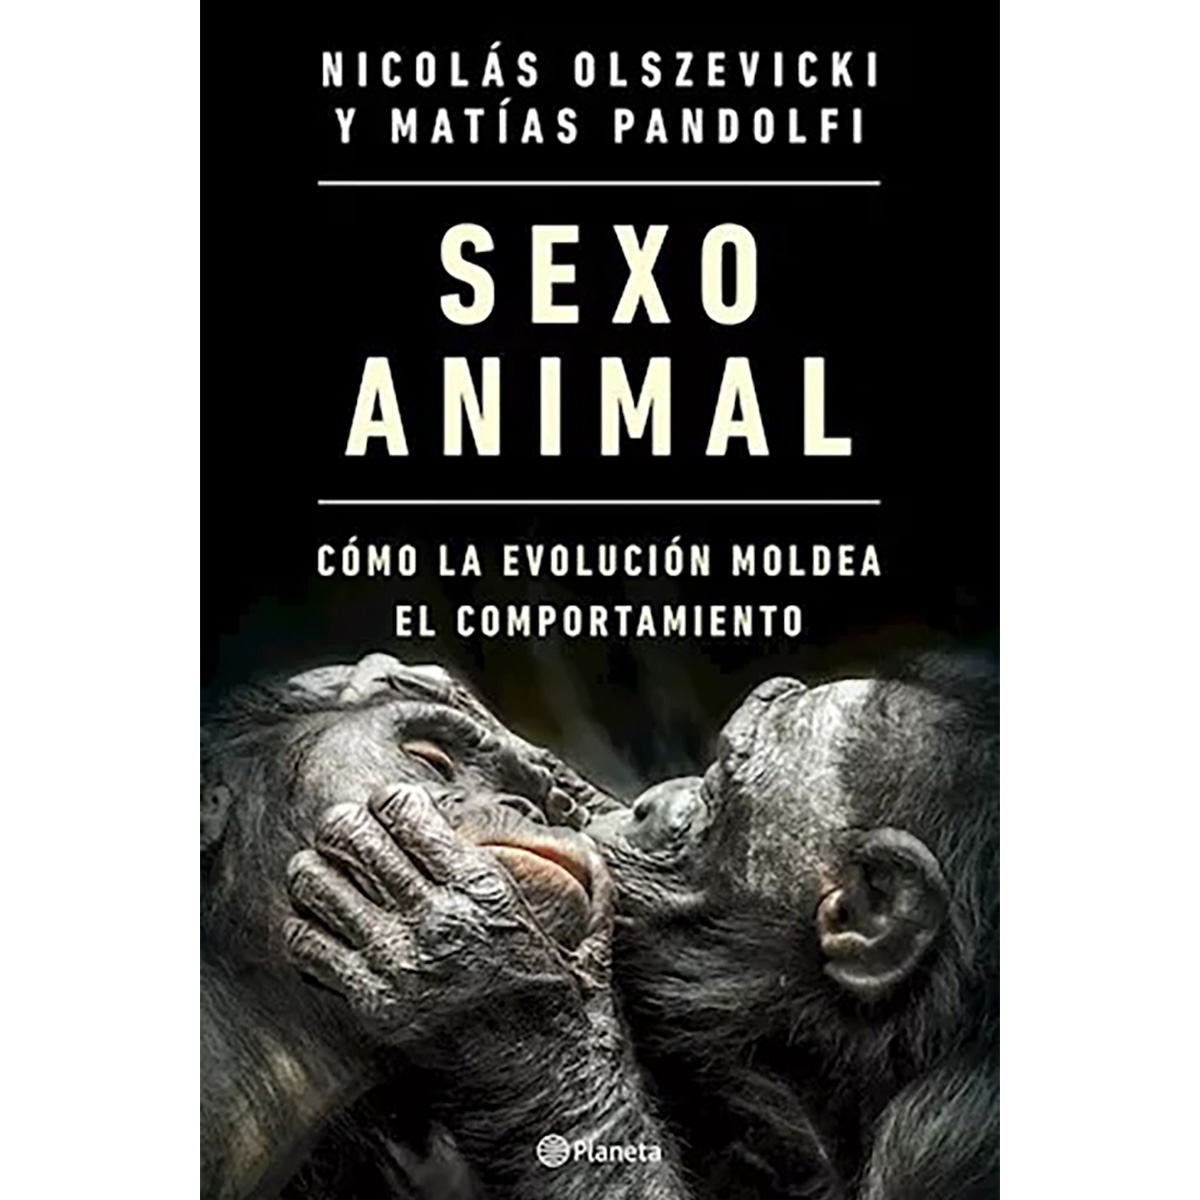 NICOLÁS OLSZEVICKI
Y MATÍAS PANDOLFI
SEXO
ANIMAL
CÓMO LA EVOLUCIÓN MOLDEA
EL COMPORTAMIENTO
Planeta